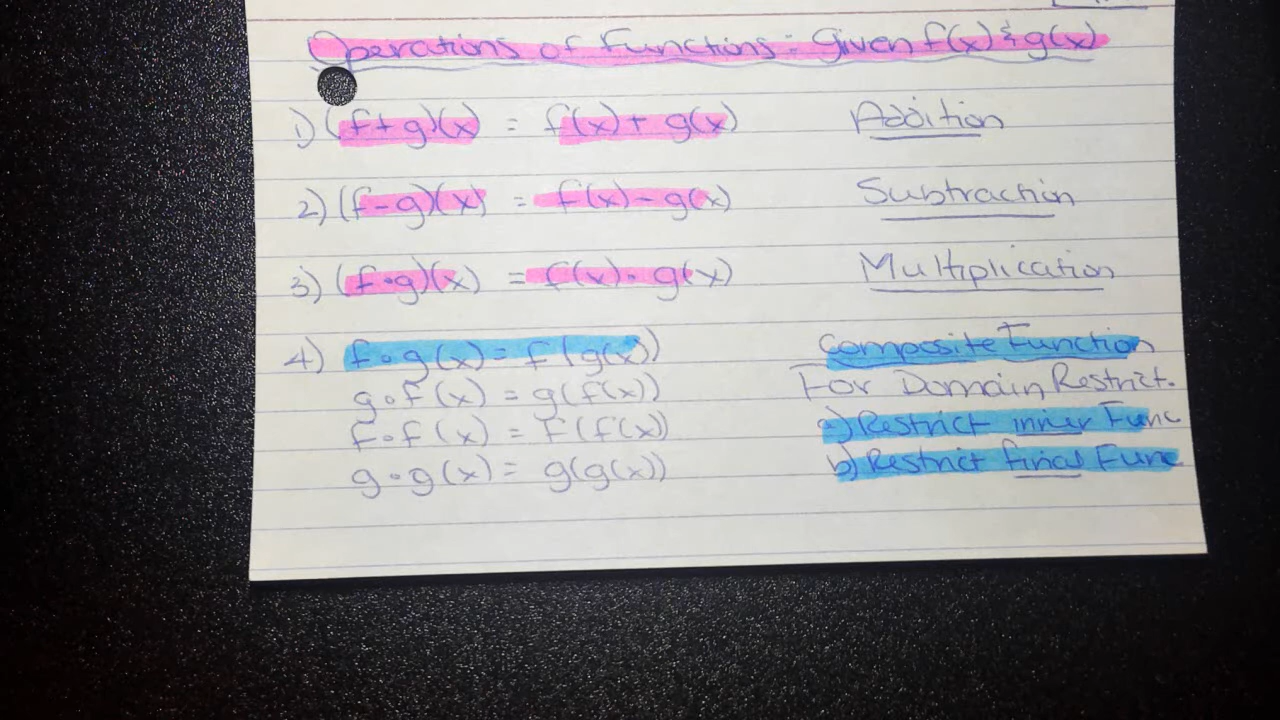 Operations of Functions: Given f(x) & g(x)
1) (f+g)(x) = f(x) + g(x) Addition
2) (f-g)(x) = f(x) - g(x) Subtraction
3) (f•g)(x) = f(x) • g(x) Multiplication
4) f∘g(x) = f(g(x)) Composite Function
g∘f(x) = g(f(x)) For Domain Restrict.
f∘f(x) = f(f(x)) a) Restrict inner Func
g∘g(x) = g(g(x)) b) Restrict final Func